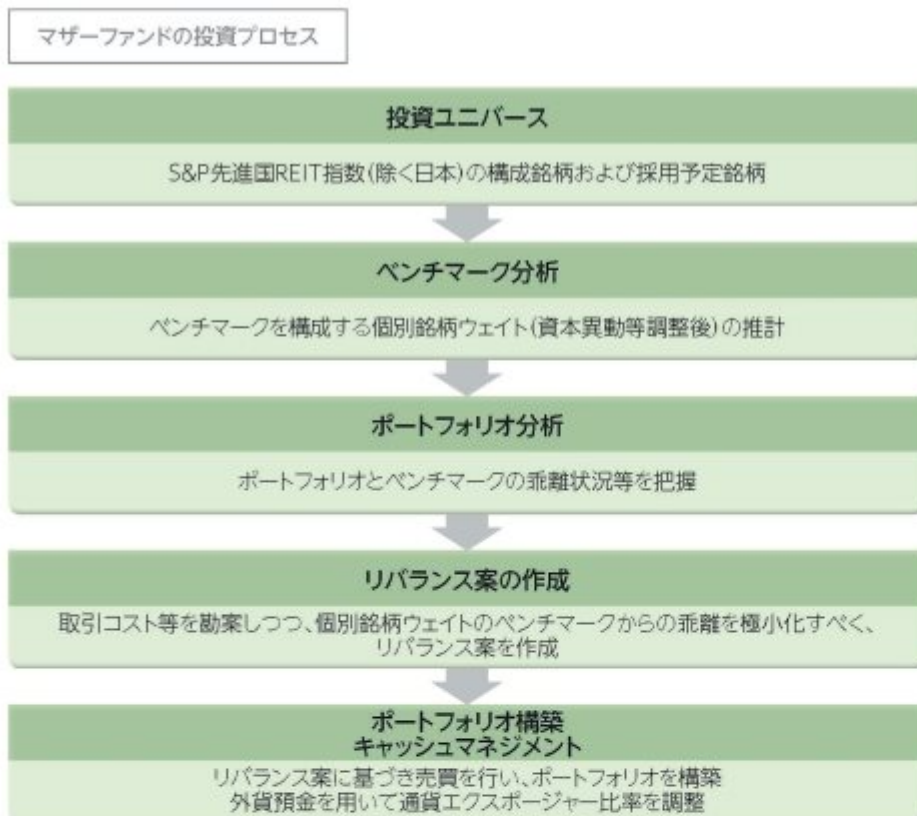 マザーファンドの投資プロセス
投資ユニバース
S&P先進国REIT指数(除く日本)の構成銘柄および採用予定銘柄
ベンチマーク分析
ベンチマークを構成する個別銘柄ウェイト(資本異動等調整後)の推計
ポートフォリオ分析
ポートフォリオとベンチマークの乖離状況等を把握
リバランス案の作成
取引コスト等を勘案しつつ、個別銘柄ウェイトのベンチマークからの乖離を極小化すべく、
リバランス案を作成
ポートフォリオ構築
キャッシュマネジメント
リバランス案に基づき売買を行い、ポートフォリオを構築
外貨預金を用いて通貨エクスポージャー比率を調整